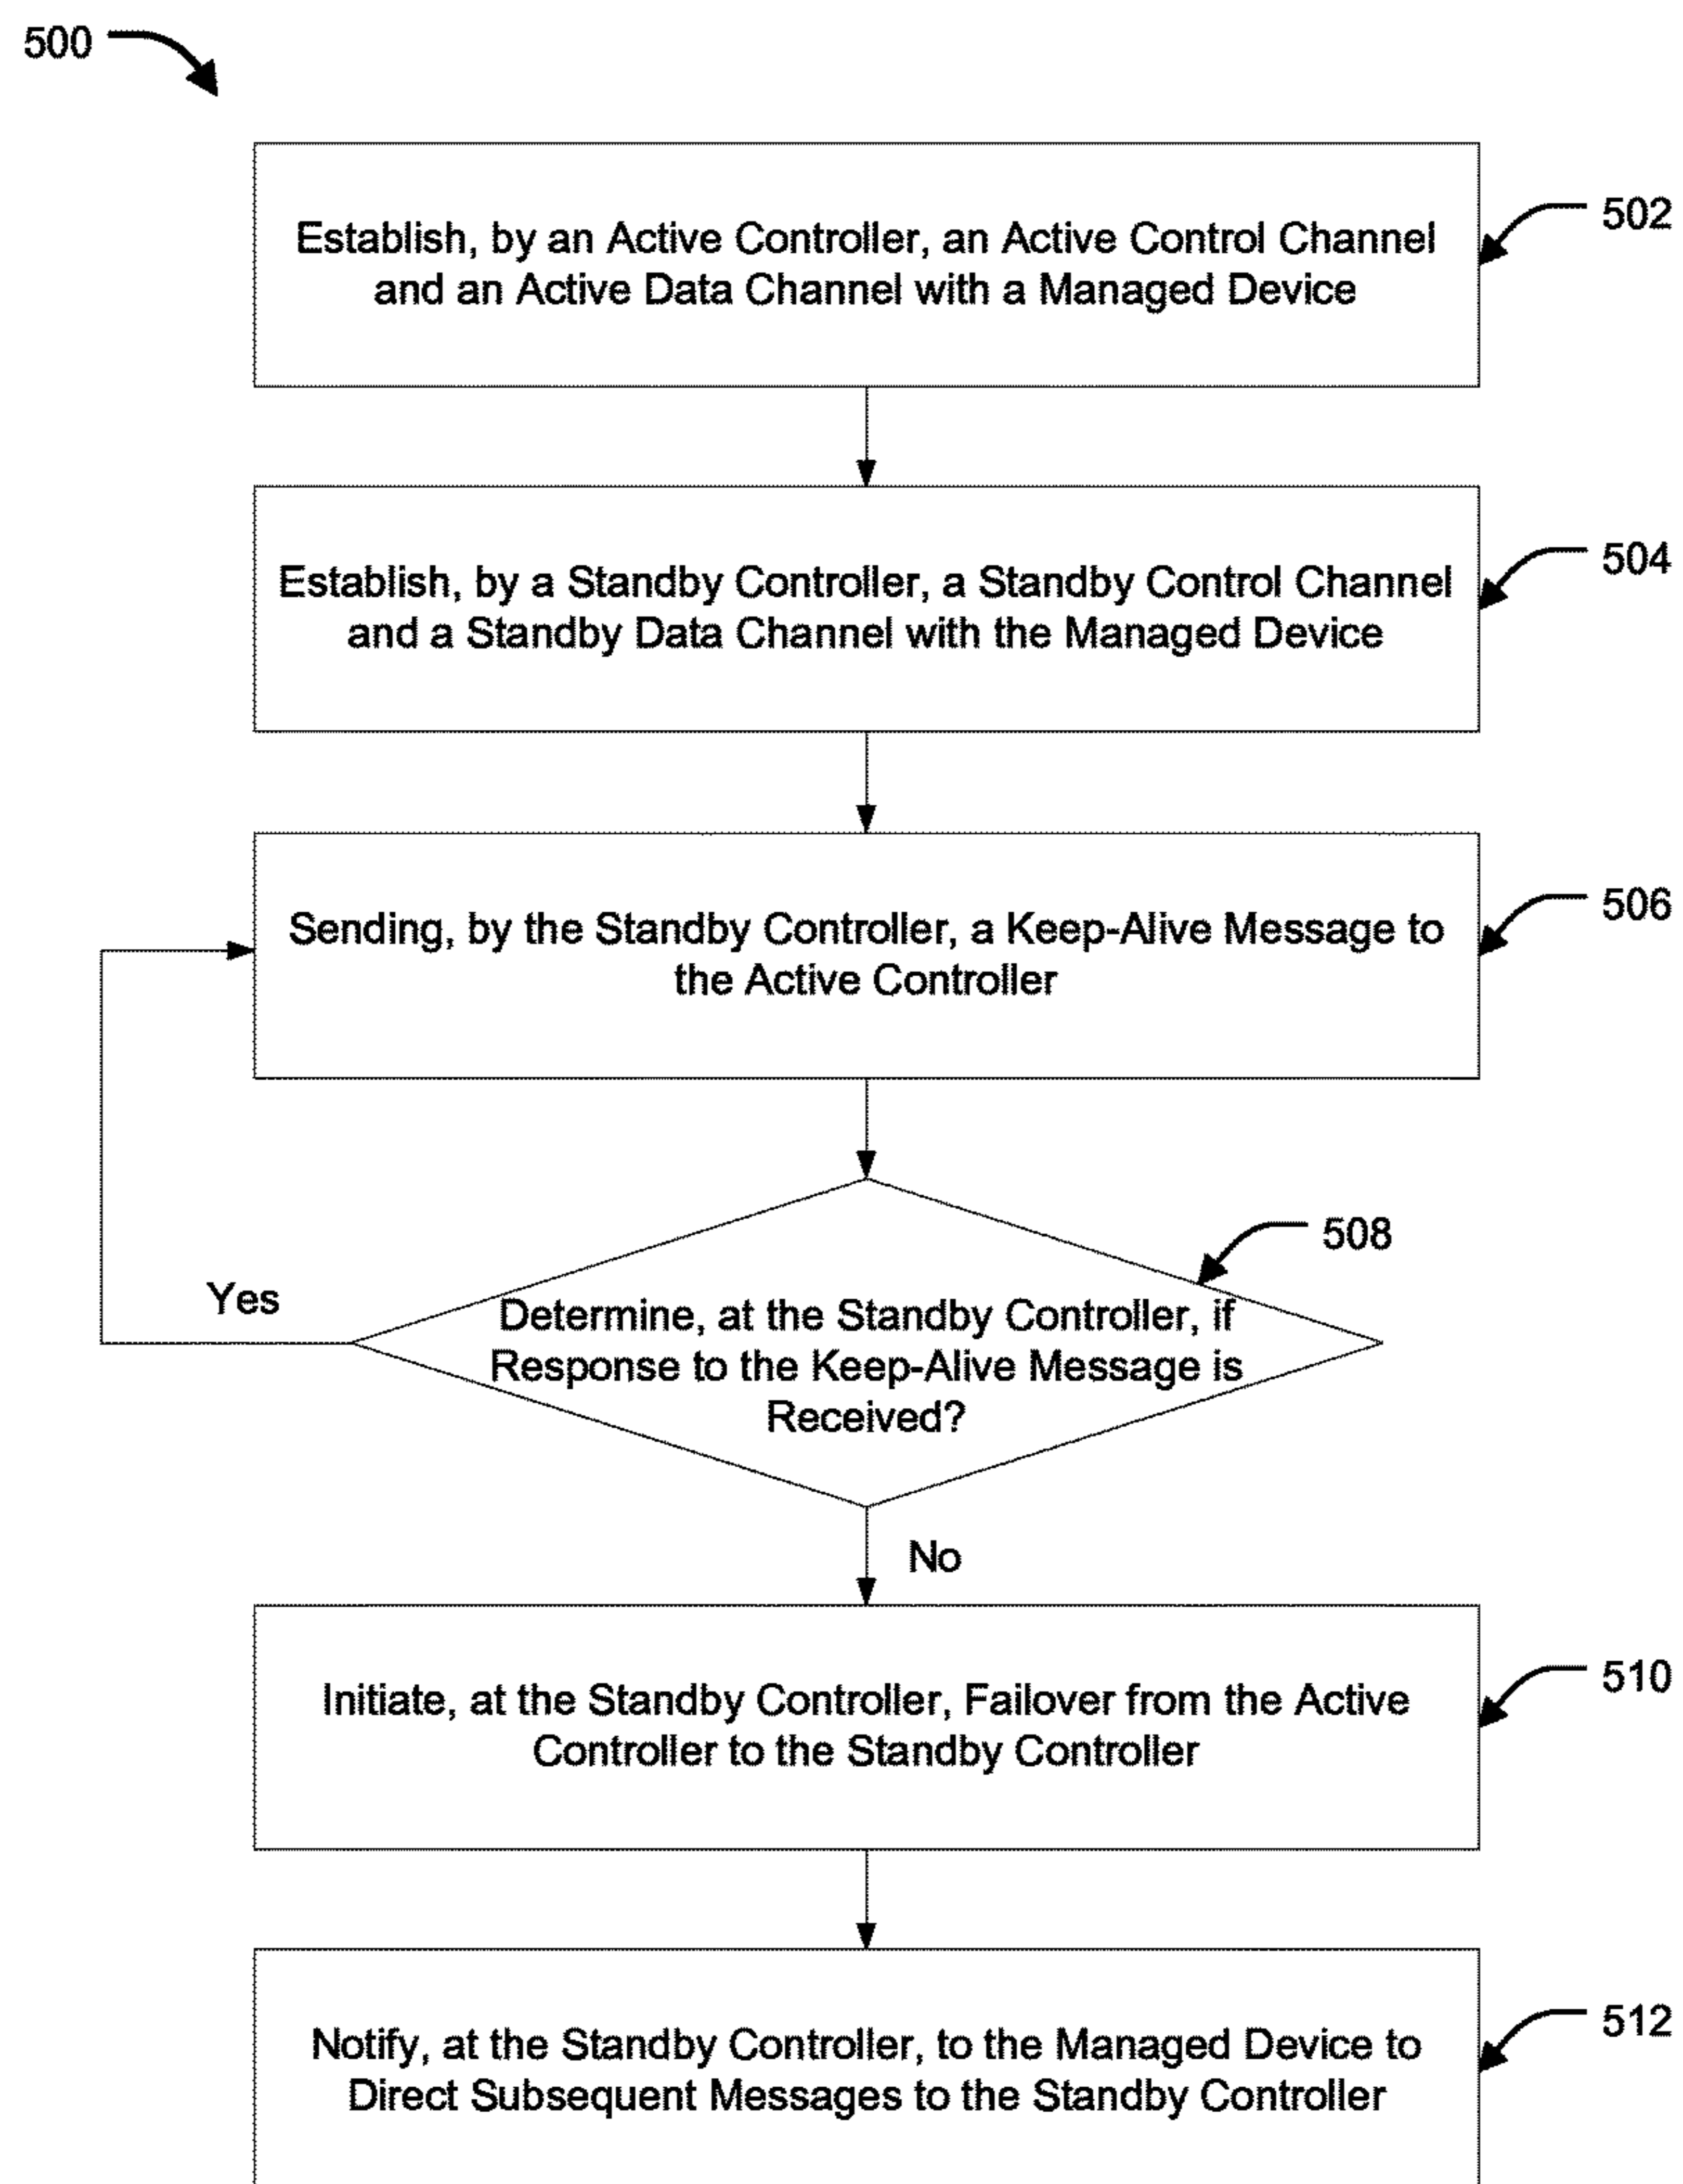 500
Establish, by an Active Controller, an Active Control Channel
and an Active Data Channel with a Managed Device
502
Establish, by a Standby Controller, a Standby Control Channel
and a Standby Data Channel with the Managed Device
504
Sending, by the Standby Controller, a Keep-Alive Message to
the Active Controller
506
508
Yes
Determine, at the Standby Controller, if
Response to the Keep-Alive Message is
Received?
No
Initiate, at the Standby Controller, Failover from the Active
Controller to the Standby Controller
510
Notify, at the Standby Controller, to the Managed Device to
Direct Subsequent Messages to the Standby Controller
512